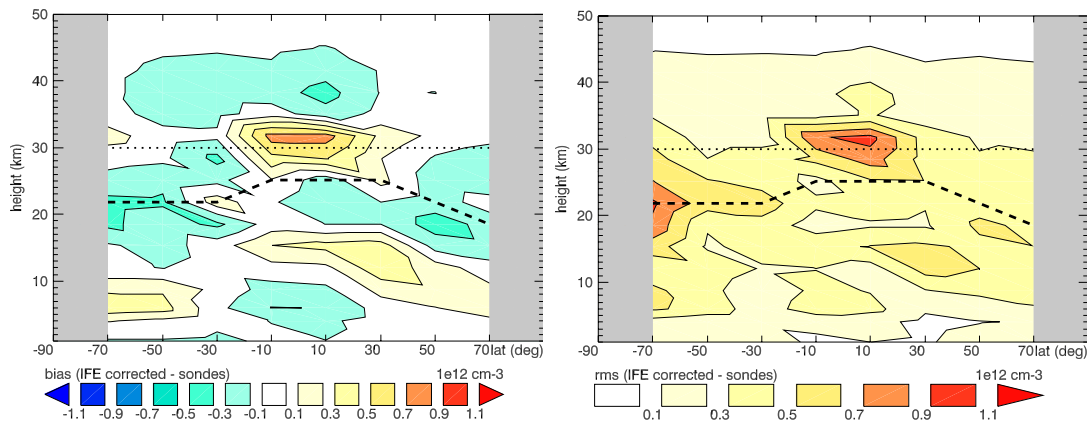 50
40
30
20
10
height (km)
-90 -70 -50 -30 -10 10 30 50 70 lat (deg)
bias (IFE corrected - sondes) 1e12 cm-3
-1.1 -0.9 -0.7 -0.5 -0.3 -0.1 0.1 0.3 0.5 0.7 0.9 1.1
50
40
30
20
10
height (km)
-90 -70 -50 -30 -10 10 30 50 70 lat (deg)
rms (IFE corrected - sondes) 1e12 cm-3
0.1 0.3 0.5 0.7 0.9 1.1